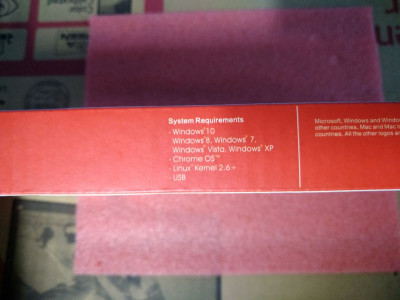 System Requirements
- Windows® 10
Windows® 8, Windows® 7,
Windows® Vista, Windows® XP
- Chrome OS™
- Linux® Kernel 2.6+
- USB
Microsoft, Windows and Windo
other countries. Mac and Mac
countries. All the other logos a